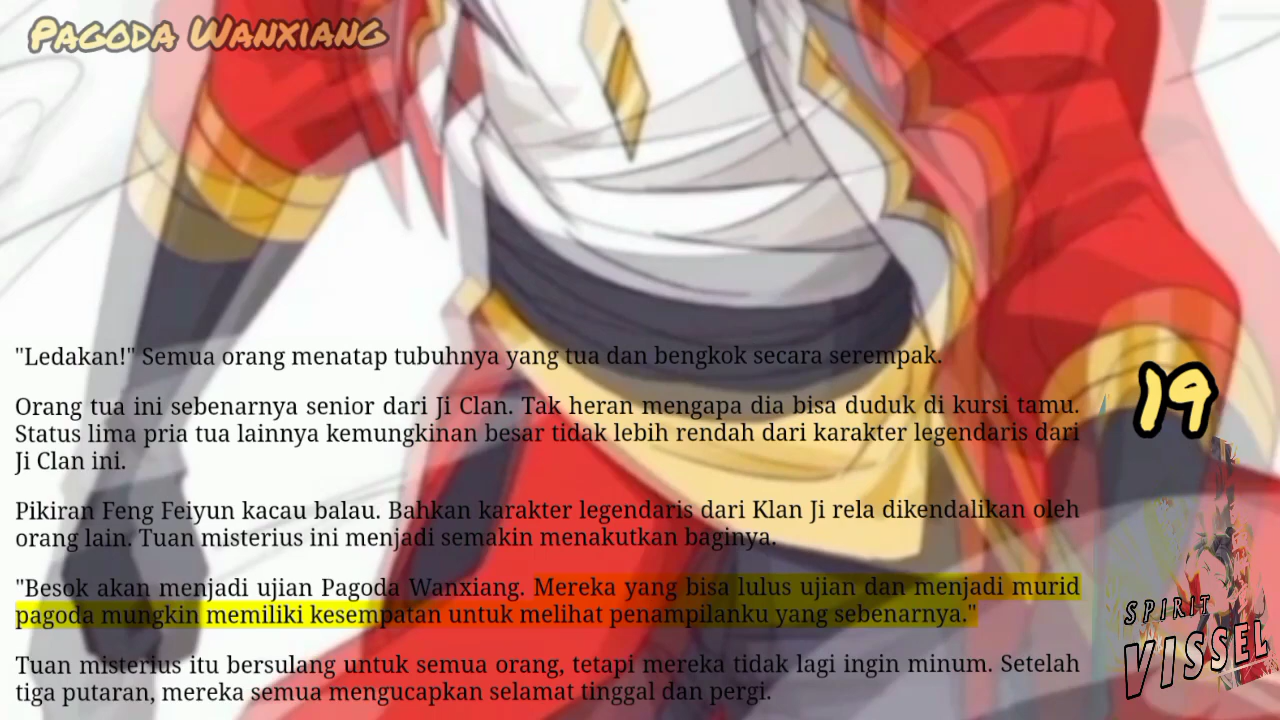 PAGODA WANXIANG
"Ledakan!" Semua orang menatap tubuhnya yang tua dan bengkok secara serempak.
Orang tua ini sebenarnya senior dari Ji Clan. Tak heran mengapa dia bisa duduk di kursi tamu.
Status lima pria tua lainnya kemungkinan besar tidak lebih rendah dari karakter legendaris dari
Ji Clan ini.
Pikiran Feng Feiyun kacau balau. Bahkan karakter legendaris dari Klan Ji rela dikendalikan oleh
orang lain. Tuan misterius ini menjadi semakin menakutkan baginya.
"Besok akan menjadi ujian Pagoda Wanxiang. Mereka yang bisa lulus ujian dan menjadi murid
pagoda mungkin memiliki kesempatan untuk melihat penampilanku yang sebenarnya."
Tuan misterius itu bersulang untuk semua orang, tetapi mereka tidak lagi ingin minum. Setelah
tiga putaran, mereka semua mengucapkan selamat tinggal dan pergi.
19
SPIRIT
VISSEL